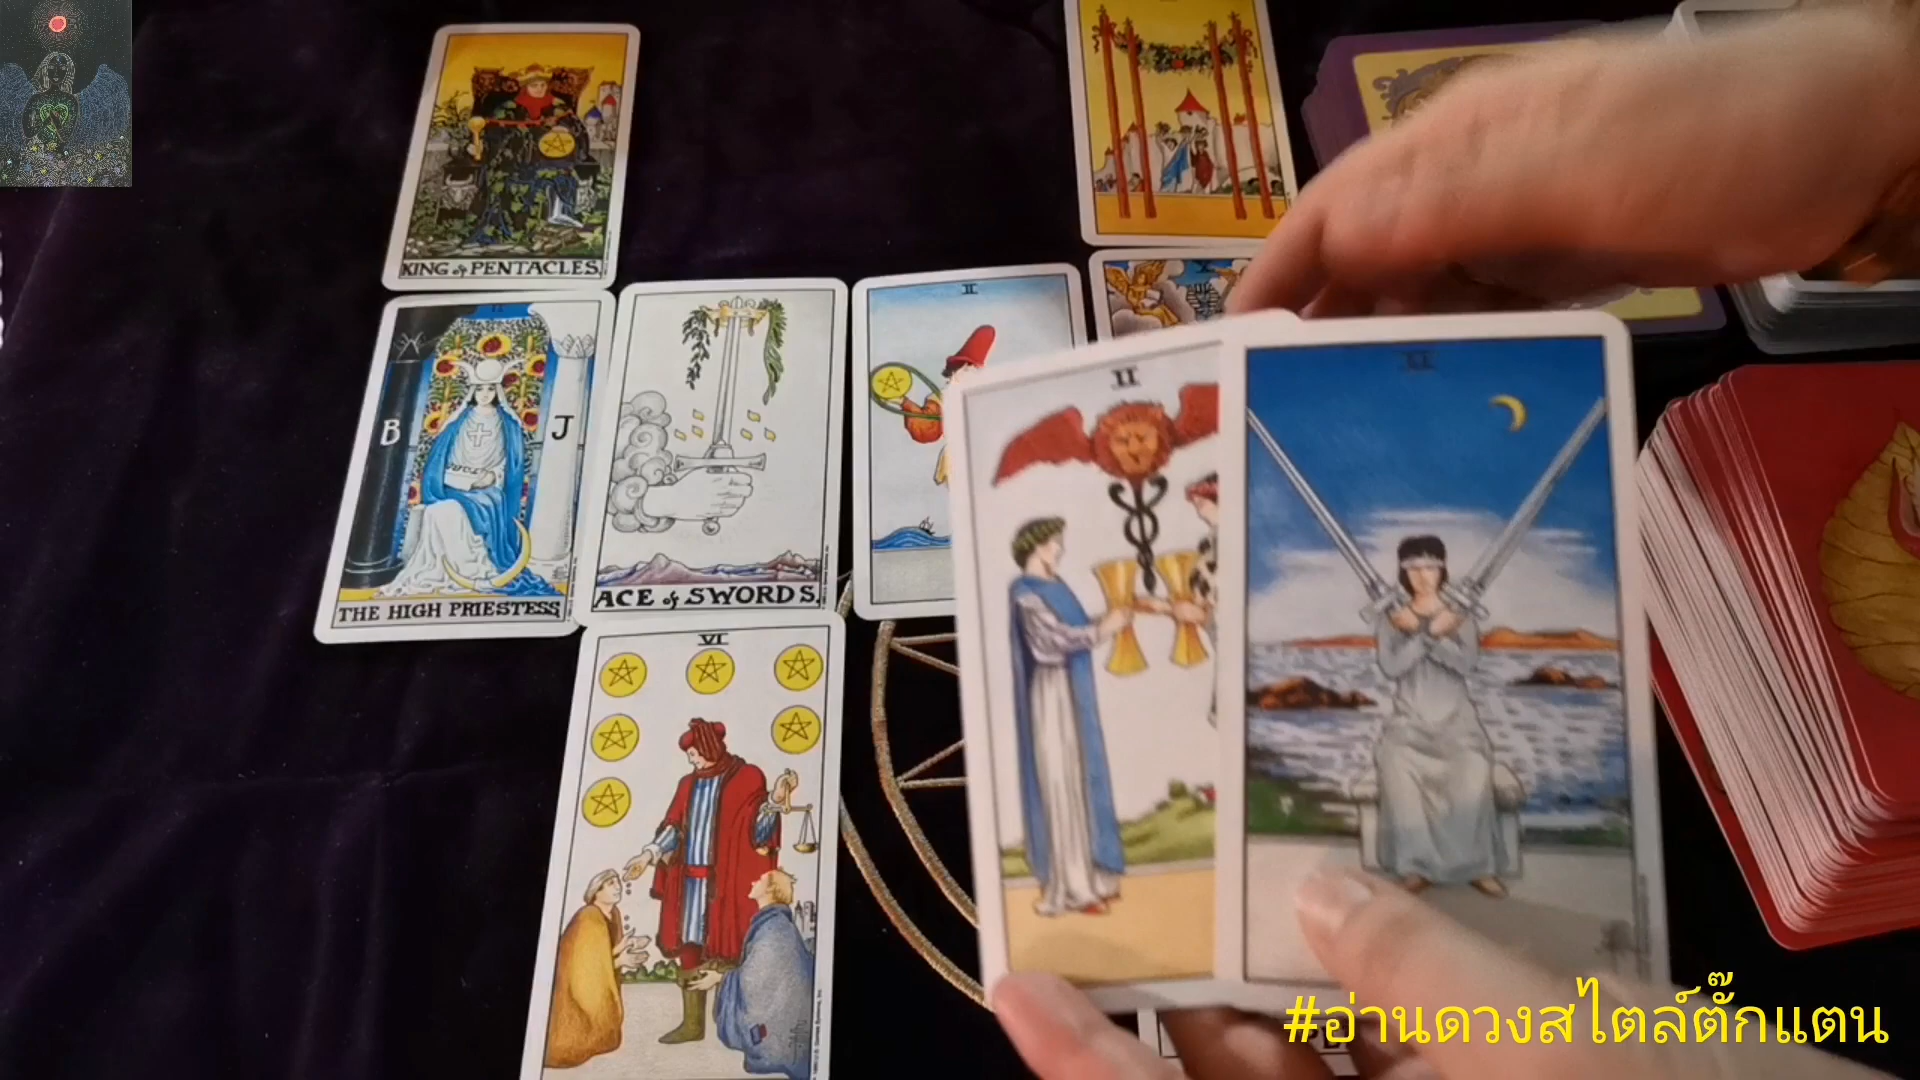 KING of PENTACLES.
II
B
J
THE HIGH PRIESTESS
ACE of SWORDS.
II
II
VI
#อ่านดวงสไตล์ตั๊กแตน